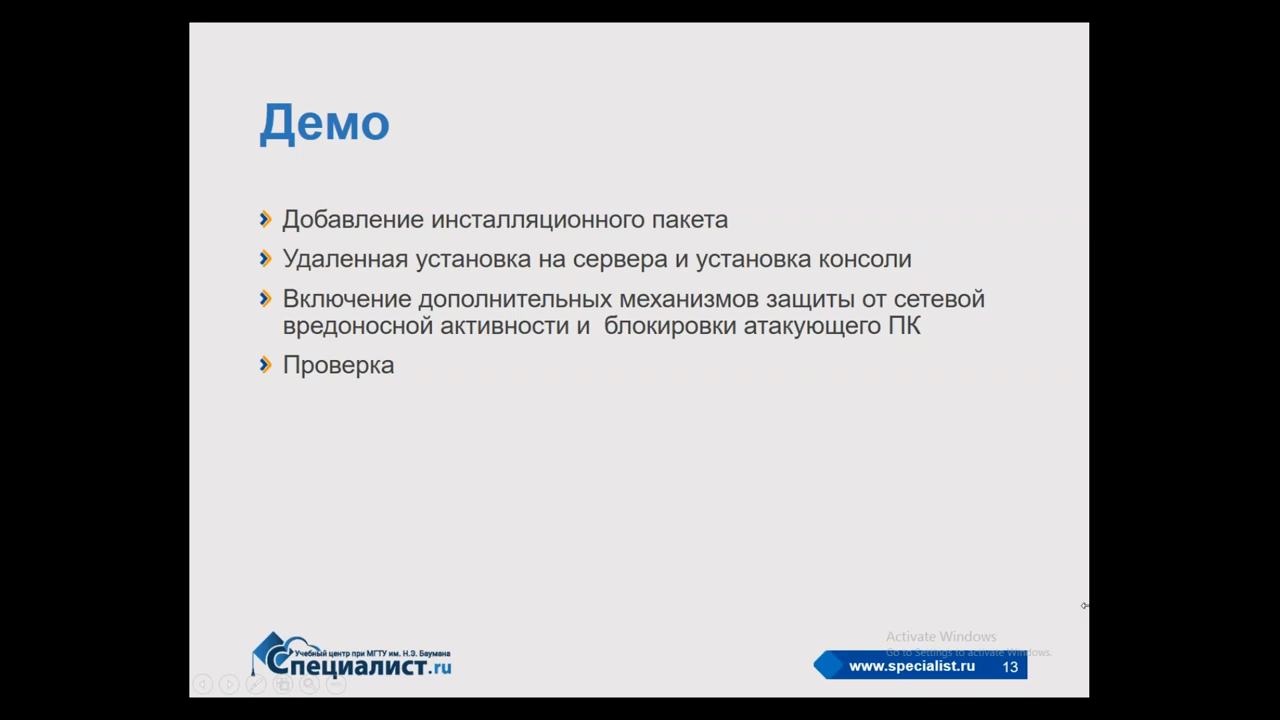 Демо
Добавление инсталляционного пакета
Удаленная установка на сервера и установка консоли
Включение дополнительных механизмов защиты от сетевой
вредоносной активности и  блокировки атакующего ПК
Проверка
Учебный центр при МГТУ им. Н.Э. Баумана
Специалист.ru
Activate Windows
Go to Settings to activate Windows.
www.specialist.ru 13